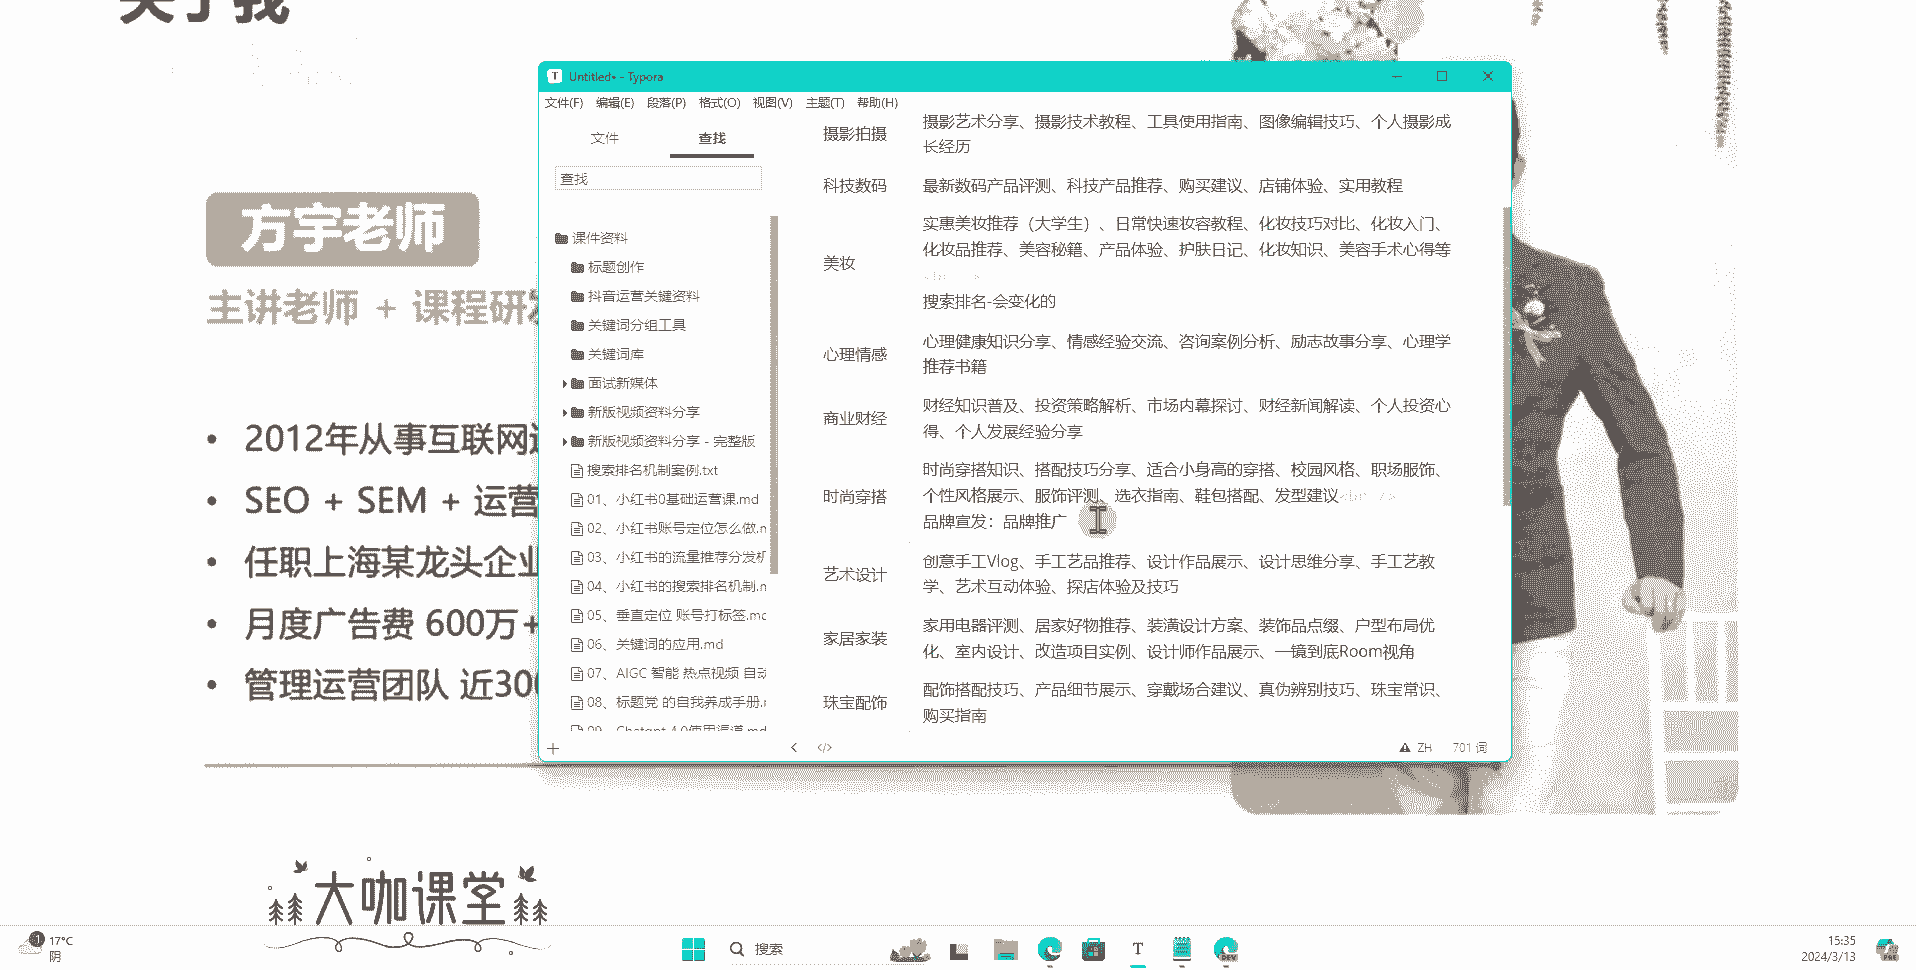 关于我
方宇老师
主讲老师 + 课程研发
• 2012年从事互联网运
• SEO + SEM + 运营
• 任职上海某龙头企业
• 月度广告费 600万+
• 管理运营团队 近300
大咖课堂
Untitled• - Typora
文件(F) 编辑(E) 段落(P) 格式(O) 视图(V) 主题(T) 帮助(H)
文件 查找
查找
课件资料
标题创作
抖音运营关键资料
关键词分组工具
关键词库
面试新媒体
新版视频资料分享
新版视频资料分享 - 完整版
搜索排名机制案例.txt
01、小红书0基础运营课.md
02、小红书账号定位怎么做.m
03、小红书的流量推荐分发机
04、小红书的搜索排名机制.m
05、垂直定位 账号打标签.md
06、关键词的应用.md
07、AIGC 智能 热点视频 自动
08、标题党 的自我养成手册.m
09、Chatgpt 4.0使用渠道.md
摄影拍摄
摄影艺术分享、摄影技术教程、工具使用指南、图像编辑技巧、个人摄影成
长经历
科技数码
最新数码产品评测、科技产品推荐、购买建议、店铺体验、实用教程
美妆
实惠美妆推荐（大学生）、日常快速妆容教程、化妆技巧对比、化妆入门、
化妆品推荐、美容秘籍、产品体验、护肤日记、化妆知识、美容手术心得等
搜索排名-会变化的
心理情感
心理健康知识分享、情感经验交流、咨询案例分析、励志故事分享、心理学
推荐书籍
商业财经
财经知识普及、投资策略解析、市场内幕探讨、财经新闻解读、个人投资心
得、个人发展经验分享
时尚穿搭
时尚穿搭知识、搭配技巧分享、适合小身高的穿搭、校园风格、职场服饰、
个性风格展示、服饰评测、选衣指南、鞋包搭配、发型建议
品牌宣发：品牌推广
艺术设计
创意手工Vlog、手工艺品推荐、设计作品展示、设计思维分享、手工艺教
学、艺术互动体验、探店体验及技巧
家居家装
家用电器评测、居家好物推荐、装潢设计方案、装饰品点缀、户型布局优
化、室内设计、改造项目实例、设计师作品展示、一镜到底Room视角
珠宝配饰
配饰搭配技巧、产品细节展示、穿戴场合建议、真伪辨别技巧、珠宝常识、
购买指南
ZH 701 词
1 17°C
阴
搜索
T
DEV
15:35
2024/3/13
PRE